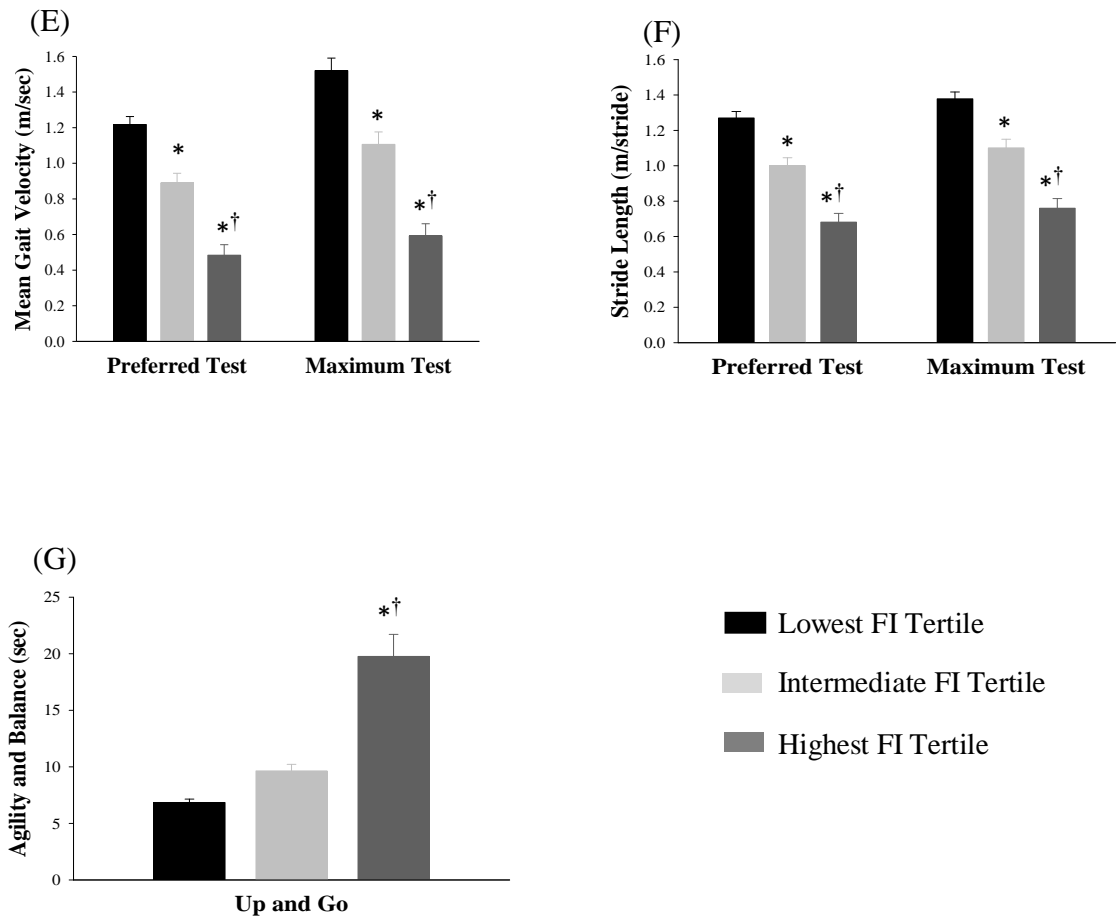 (E)
Mean Gait Velocity (m/sec)
1.6
1.4
1.2
1.0
0.8
0.6
0.4
0.2
0.0
*
*†
*
*†
Preferred Test Maximum Test
(F)
Stride Length (m/stride)
1.6
1.4
1.2
1.0
0.8
0.6
0.4
0.2
0.0
*
*†
*
*†
Preferred Test Maximum Test
(G)
Agility and Balance (sec)
25
20
15
10
5
0
*†
Up and Go
Lowest FI Tertile
Intermediate FI Tertile
Highest FI Tertile